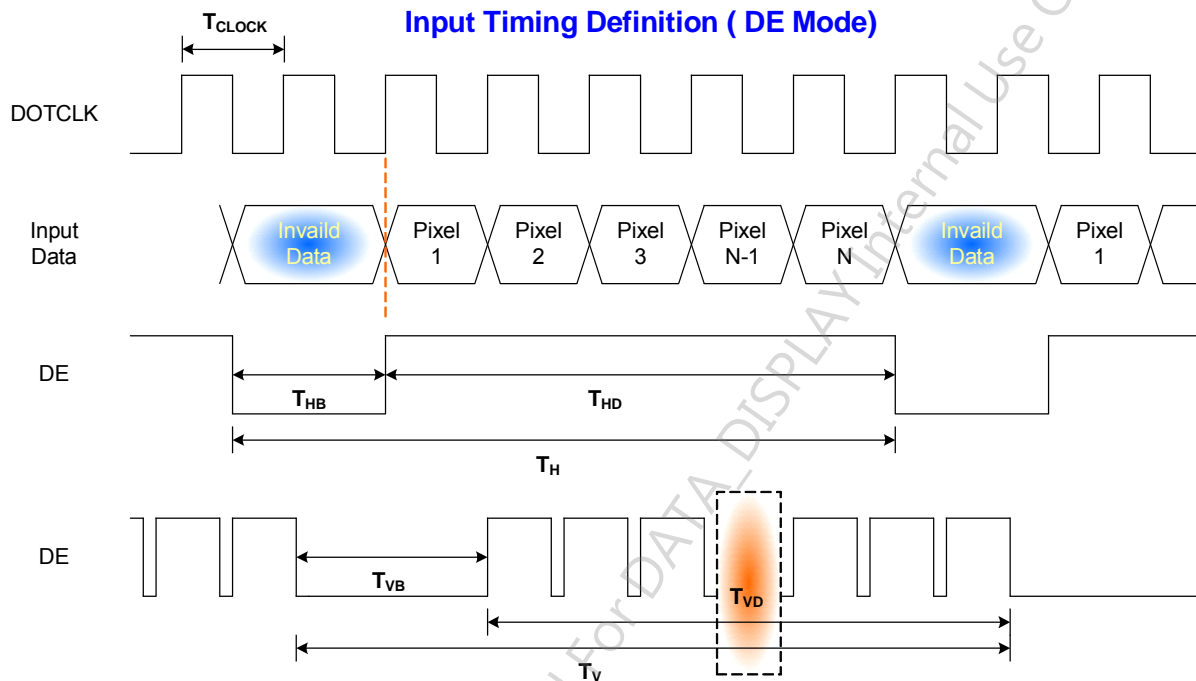 Input Timing Definition ( DE Mode)
TCLOCK
DOTCLK
Input
Data
Invaild
Data
Pixel
1
Pixel
2
Pixel
3
Pixel
N-1
Pixel
N
Invaild
Data
Pixel
1
DE
THB
THD
TH
DE
TVB
TVD
TV
For DATA_DISPLAY Internal Use